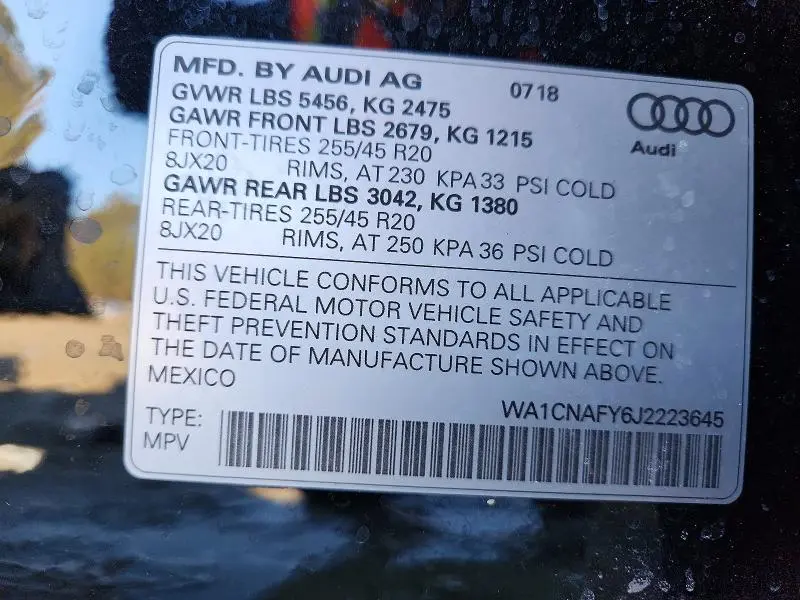 MFD. BY AUDI AG 0718
GVWR LBS 5456, KG 2475
GAWR FRONT LBS 2679, KG 1215
FRONT-TIRES 255/45 R20
8JX20 RIMS, AT 230 KPA 33 PSI COLD
GAWR REAR LBS 3042, KG 1380
REAR-TIRES 255/45 R20
8JX20 RIMS, AT 250 KPA 36 PSI COLD
Audi
THIS VEHICLE CONFORMS TO ALL APPLICABLE
U.S. FEDERAL MOTOR VEHICLE SAFETY AND
THEFT PREVENTION STANDARDS IN EFFECT ON
THE DATE OF MANUFACTURE SHOWN ABOVE.
MEXICO
WA1CNAFY6J2223645
TYPE:
MPV